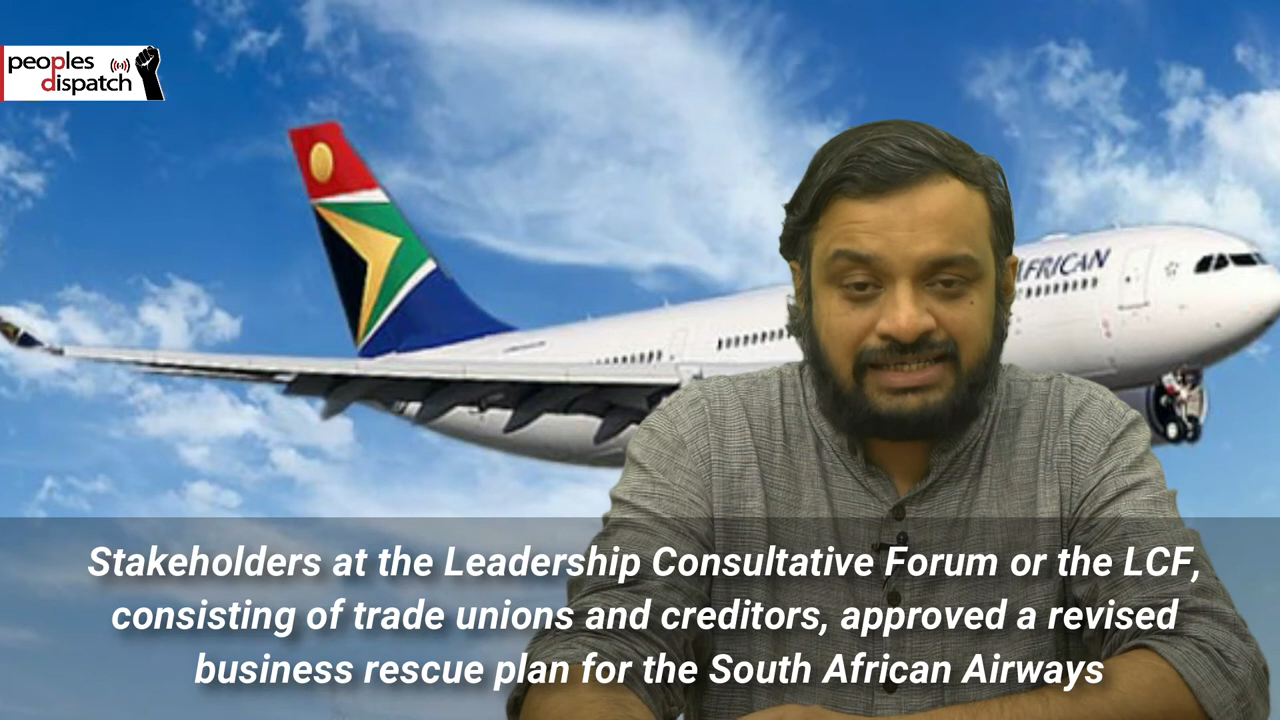 peoples
dispatch
AFRICAN
Stakeholders at the Leadership Consultative Forum or the LCF,
consisting of trade unions and creditors, approved a revised
business rescue plan for the South African Airways